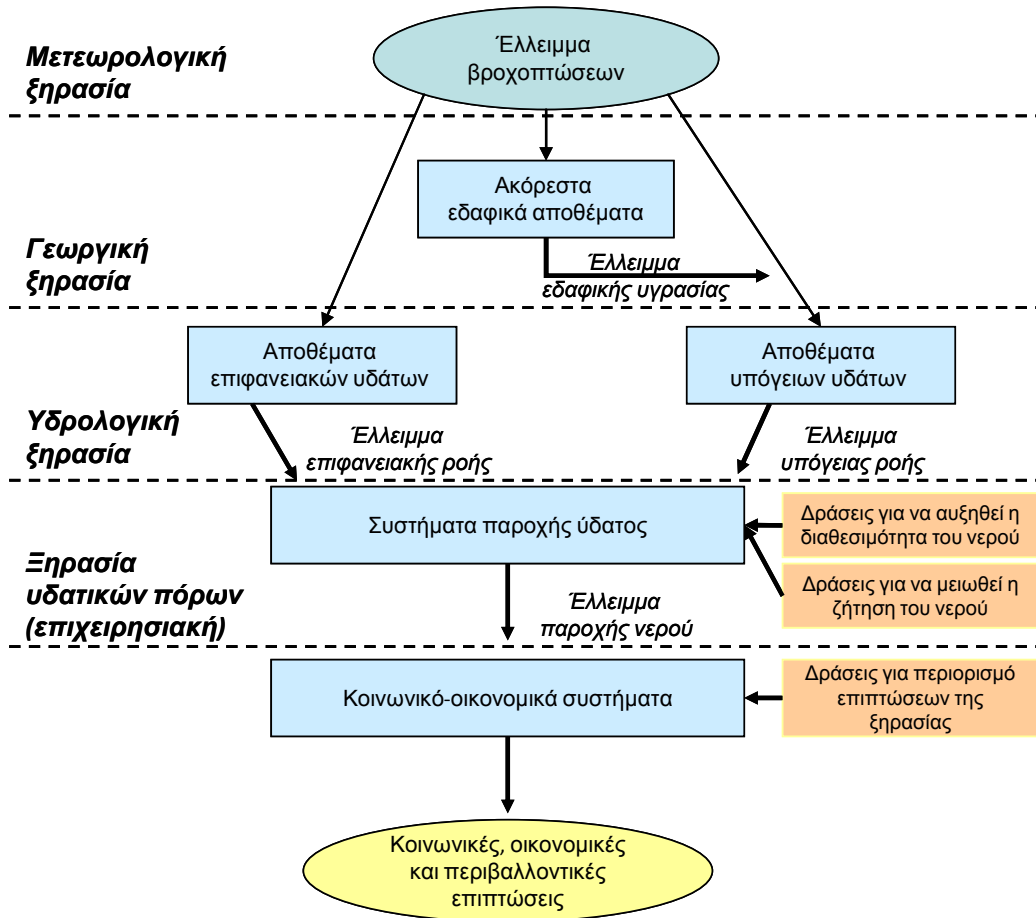 Έλλειμμα
βροχοπτώσεων
Μετεωρολογική
ξηρασία
Ακόρεστα
εδαφικά αποθέματα
Γεωργική
ξηρασία
Έλλειμμα
εδαφικής υγρασίας
Αποθέματα
επιφανειακών υδάτων
Αποθέματα
υπόγειων υδάτων
Υδρολογική
ξηρασία
Έλλειμμα
επιφανειακής ροής
Έλλειμμα
υπόγειας ροής
Συστήματα παροχής ύδατος
Δράσεις για να αυξηθεί η
διαθεσιμότητα του νερού
Ξηρασία
υδατικών πόρων
(επιχειρησιακή)
Δράσεις για να μειωθεί η
ζήτηση του νερού
Έλλειμμα
παροχής νερού
Κοινωνικό-οικονομικά συστήματα
Δράσεις για περιορισμό
επιπτώσεων της
ξηρασίας
Κοινωνικές, οικονομικές
και περιβαλλοντικές
επιπτώσεις